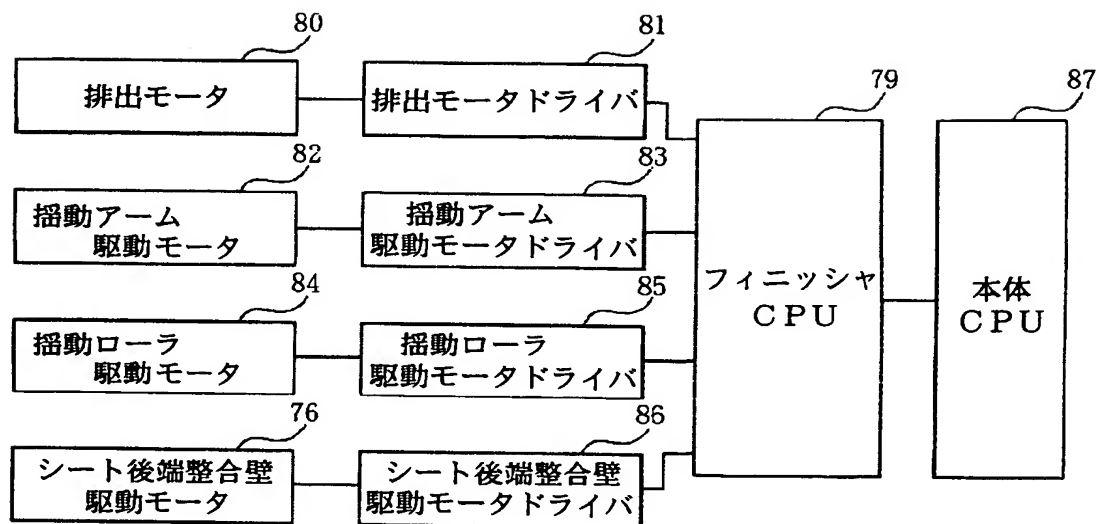 80
排出モータ
81
排出モータドライバ
79
フィニッシャ
CPU
87
本体
CPU
82
揺動アーム
駆動モータ
83
揺動アーム
駆動モータドライバ
84
揺動ローラ
駆動モータ
85
揺動ローラ
駆動モータドライバ
76
シート後端整合壁
駆動モータ
86
シート後端整合壁
駆動モータドライバ